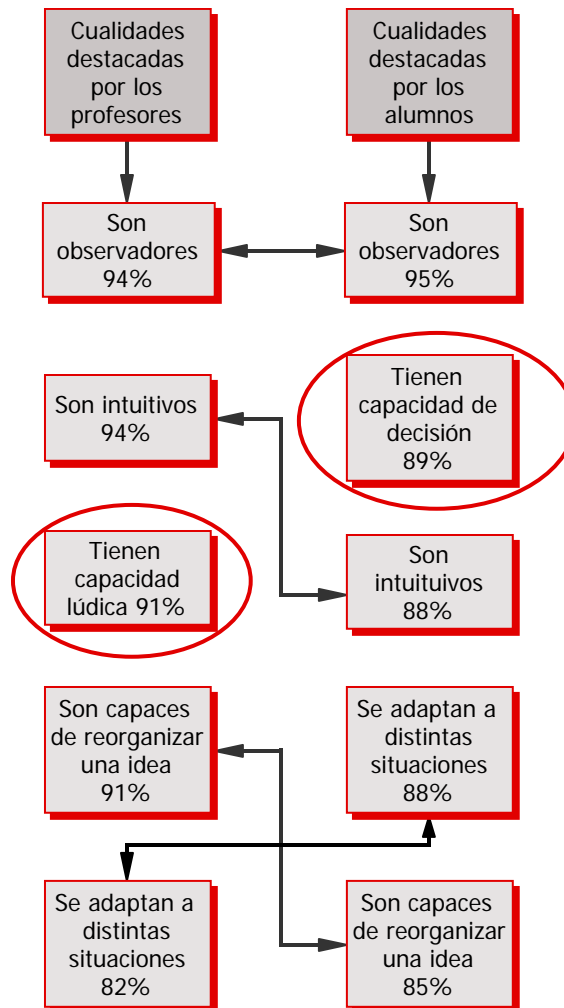 Cualidades
destacadas
por los
profesores
Cualidades
destacadas
por los
alumnos
Son
observadores
94%
Son
observadores
95%
Son intuitivos
94%
Tienen
capacidad de
decisión
89%
Tienen
capacidad
lúdica 91%
Son
intuituivos
88%
Son capaces
de reorganizar
una idea
91%
Se adaptan a
distintas
situaciones
88%
Se adaptan a
distintas
situaciones
82%
Son capaces
de reorganizar
una idea
85%